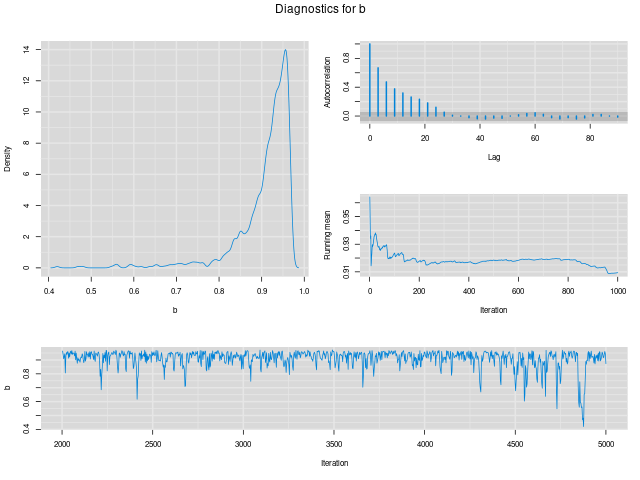 Diagnostics for b
Density
14
12
10
8
6
4
2
0
0.4 0.5 0.6 0.7 0.8 0.9 1.0
b
Autocorrelation
0.8
0.4
0.0
0 20 40 60 80
Lag
Running mean
0.95
0.93
0.91
0 200 400 600 800 1000
Iteration
b
0.8
0.6
0.4
2000 2500 3000 3500 4000 4500 5000
Iteration